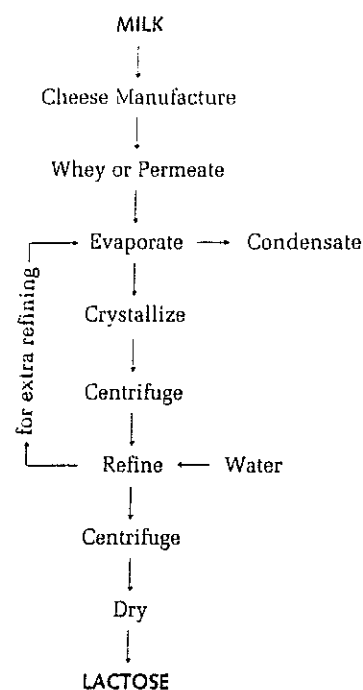 MILK
Cheese Manufacture
Whey or Permeate
Evaporate → Condensate
Crystallize
Centrifuge
for extra refining
Refine ← Water
Centrifuge
Dry
LACTOSE